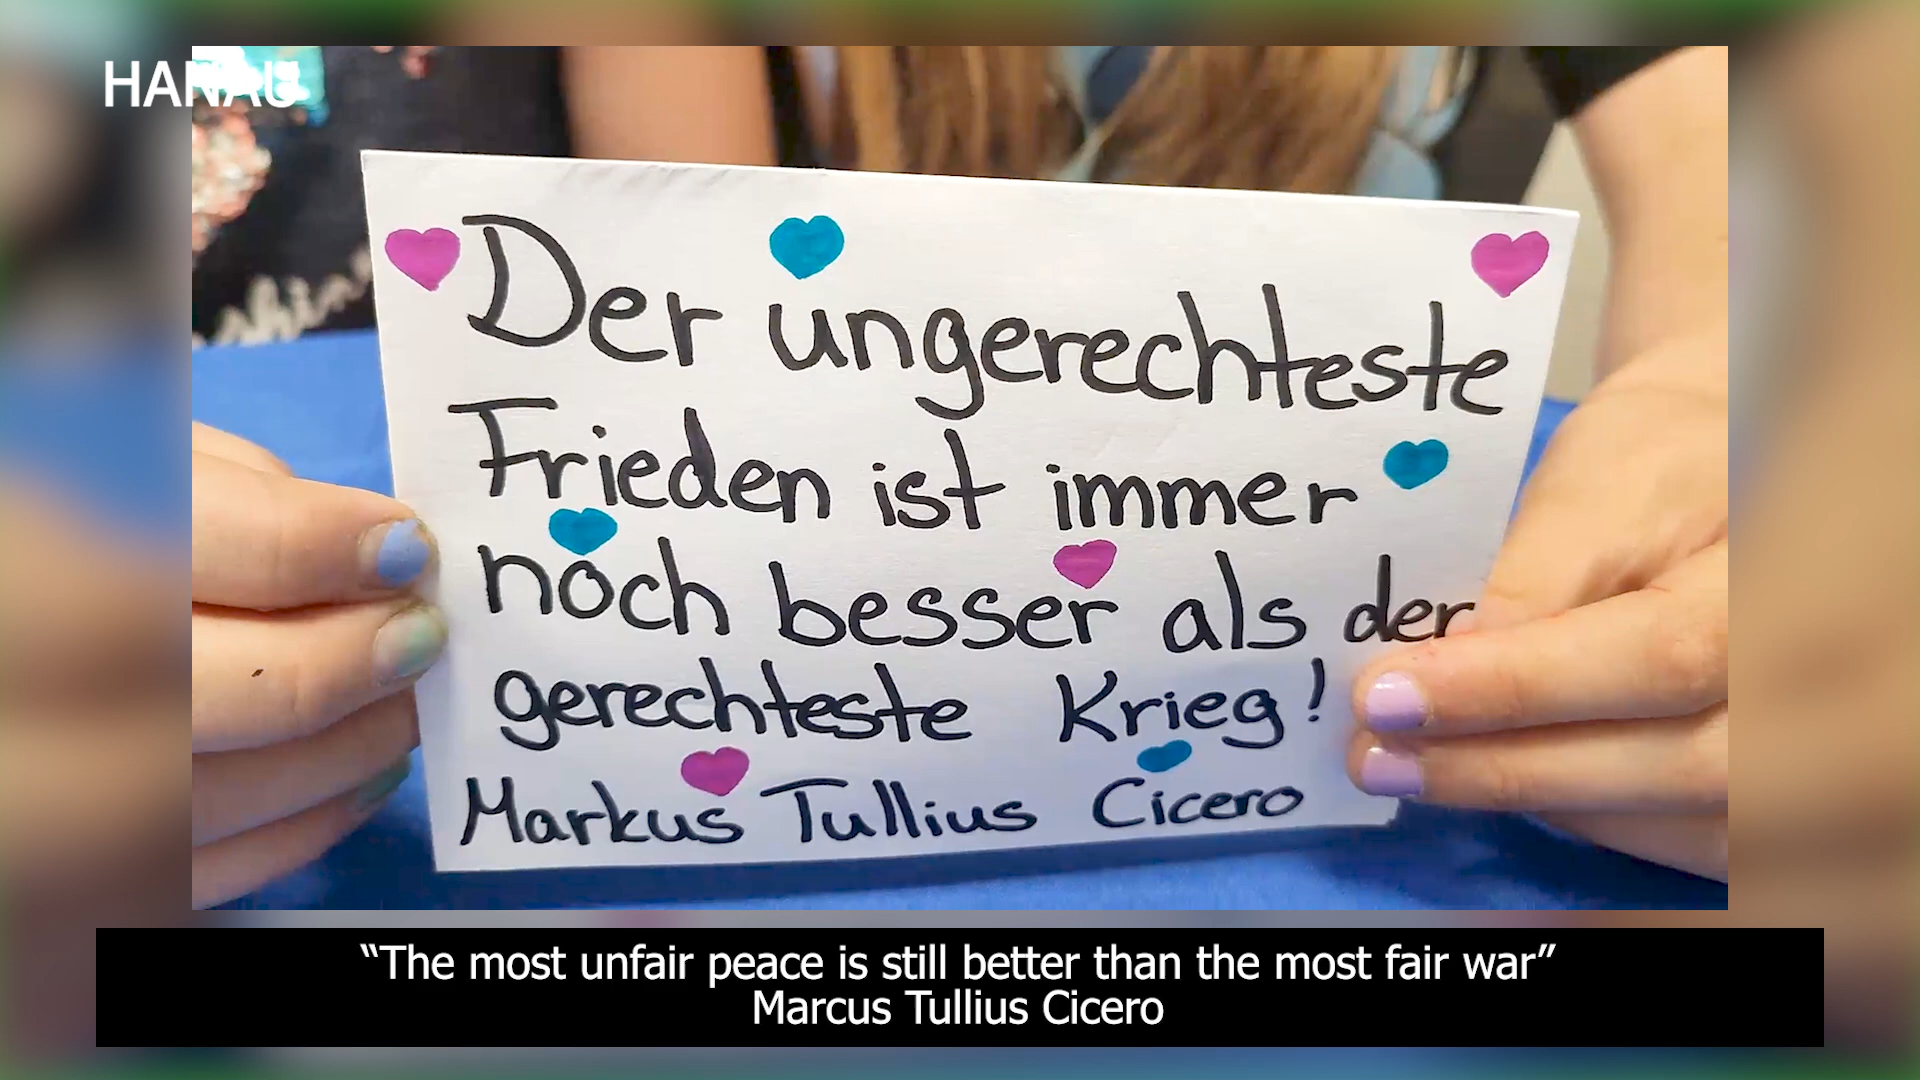 HANAU
Der ungerechteste
Frieden ist immer
noch besser als der
gerechteste Krieg!
Markus Tullius Cicero
“The most unfair peace is still better than the most fair war”
Marcus Tullius Cicero